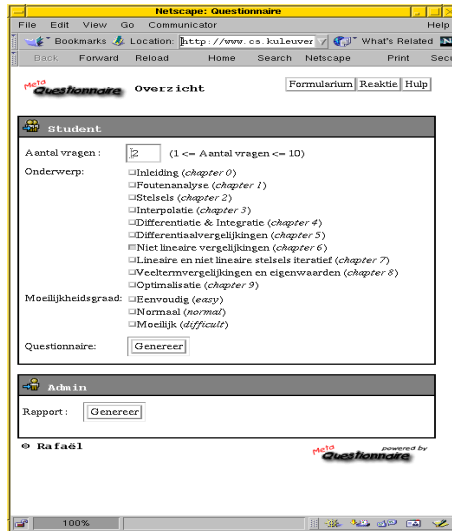 Netscape: Questionnaire
File Edit View Go Communicator Help
Bookmarks Location: http://www.cs.kuleuver What's Related N
Back Forward Reload Home Search Netscape Print Secu
Meta Questionnaire Overzicht Formularium Reaktie Hulp
Student
Aantal vragen : 2 (1 <= Aantal vragen <= 10)
Onderwerp: Inleiding (chapter 0)
Foutenanalyse (chapter 1)
Stelsels (chapter 2)
Interpolatie (chapter 3)
Differentiatie & Integratie (chapter 4)
Differentiaalvergelijkingen (chapter 5)
Niet lineaire vergelijkingen (chapter 6)
Lineaire en niet lineaire stelsels iteratief (chapter 7)
Veeltermvergelijkingen en eigenwaarden (chapter 8)
Optimalisatie (chapter 9)
Moeilijkheidsgraad: Eenvoudig (easy)
Normaal (normal)
Moeilijk (difficult)
Questionnaire: Genereer
Admin
Rapport : Genereer
© Rafaël
powered by
Meta Questionnaire
100%